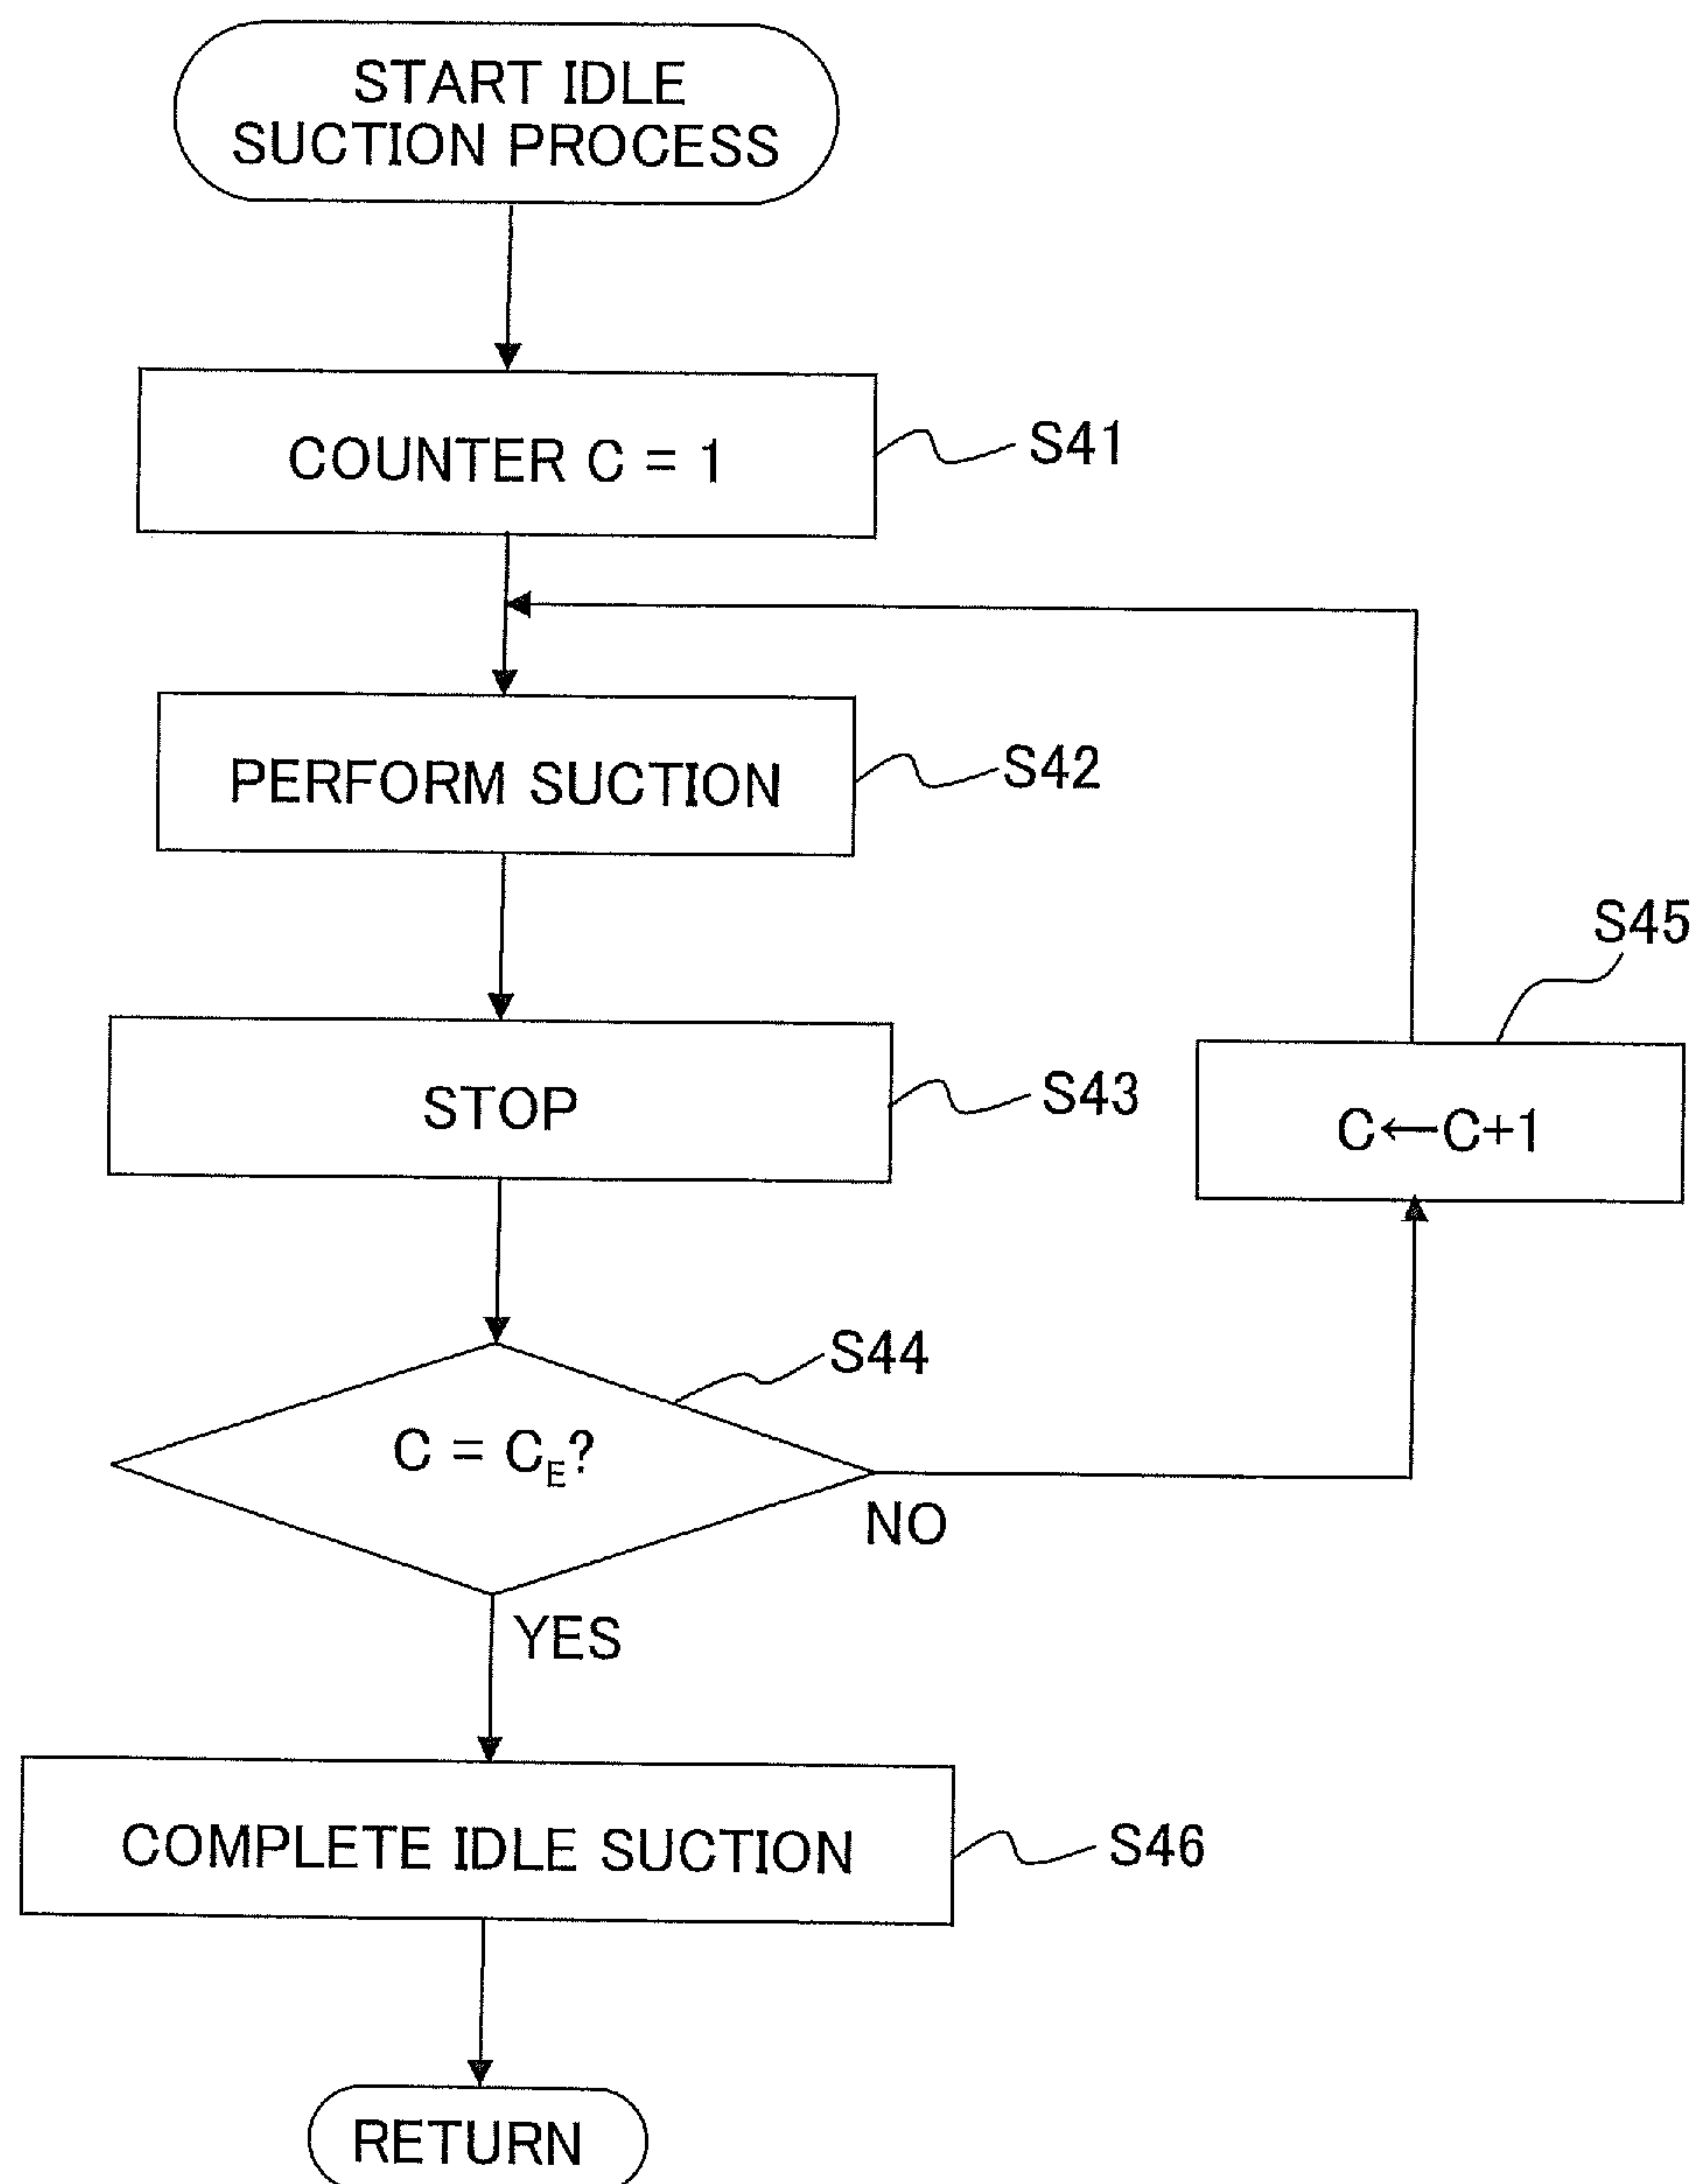 START IDLE
SUCTION PROCESS
COUNTER C = 1
S41
PERFORM SUCTION
S42
S45
STOP
S43
C←C+1
S44
C = C_E?
NO
YES
COMPLETE IDLE SUCTION
S46
RETURN